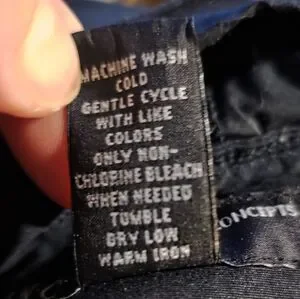 MACHINE WASH
COLD
GENTLE CYCLE
WITH LIKE
COLORS
ONLY NON-
CHLORINE BLEACH
WHEN NEEDED
TUMBLE
DRY LOW
WARM IRON
ONCEPTS